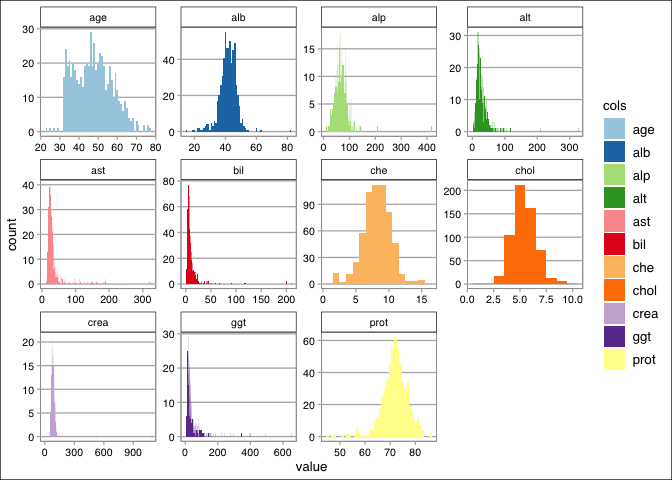 age
alb
alp
alt
30
20
10
0
20 30 40 50 60 70 80
40
20
0
20 40 60 80
15
10
5
0
0 100 200 300 400
30
20
10
0
0 100 200 300
ast
bil
che
chol
40
30
20
10
0
0 100 200 300
80
60
40
20
0
0 50 100 150 200
90
60
30
0
5 10 15
200
150
100
50
0
0.0 2.5 5.0 7.5 10.0
crea
ggt
prot
20
15
10
5
0
0 300 600 900
30
20
10
0
0 200 400 600
60
40
20
0
50 60 70 80
count
value
cols
age
alb
alp
alt
ast
bil
che
chol
crea
ggt
prot